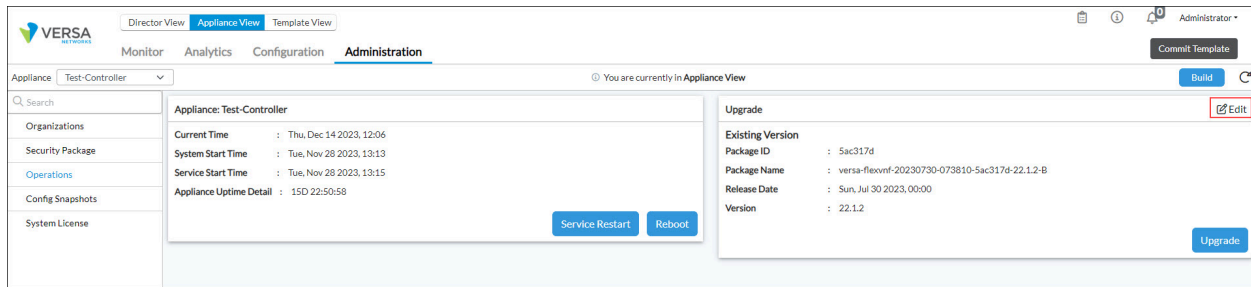 VERSA
NETWORKS
Director View Appliance View Template View
0
Administrator
Monitor Analytics Configuration Administration
Commit Template
Appliance Test-Controller
You are currently in Appliance View
Build
Search
Organizations
Security Package
Operations
Config Snapshots
System License
Appliance: Test-Controller
Current Time : Thu, Dec 14 2023, 12:06
System Start Time : Tue, Nov 28 2023, 13:13
Service Start Time : Tue, Nov 28 2023, 13:15
Appliance Uptime Detail : 15D 22:50:58
Service Restart Reboot
Upgrade Edit
Existing Version
Package ID : 5ac317d
Package Name : versa-flexvnf-20230730-073810-5ac317d-22.1.2-B
Release Date : Sun, Jul 30 2023, 00:00
Version : 22.1.2
Upgrade